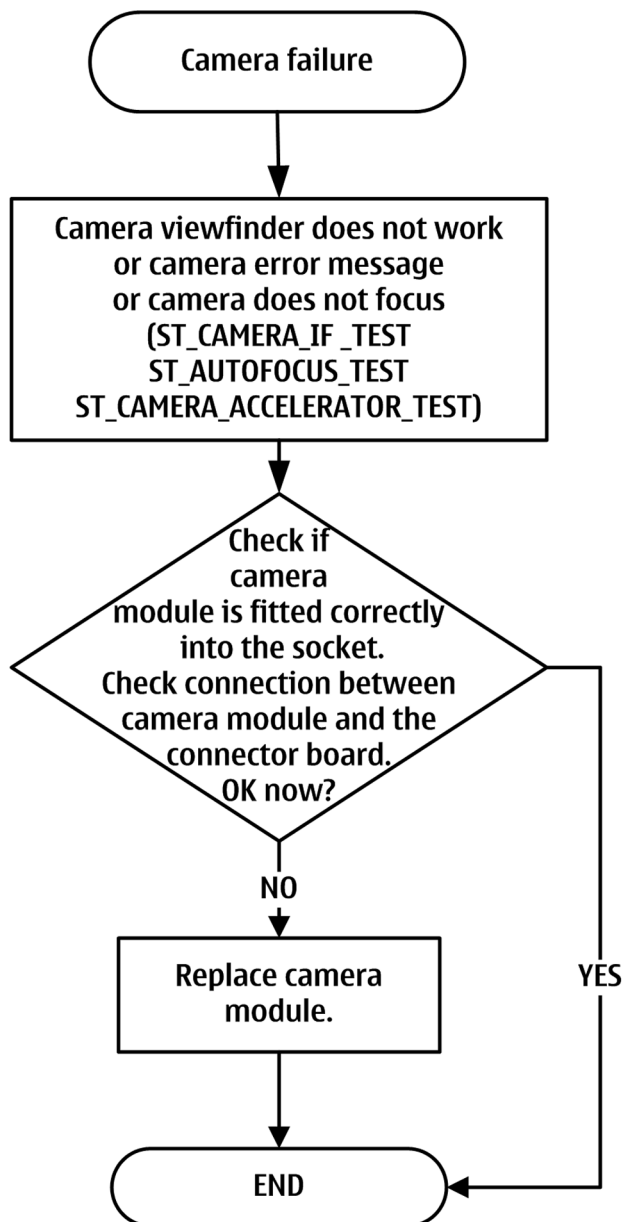 Camera failure
Camera viewfinder does not work
or camera error message
or camera does not focus
(ST_CAMERA_IF _TEST
ST_AUTOFOCUS_TEST
ST_CAMERA_ACCELERATOR_TEST)
Check if
camera
module is fitted correctly
into the socket.
Check connection between
camera module and the
connector board.
OK now?
NO
YES
Replace camera
module.
END